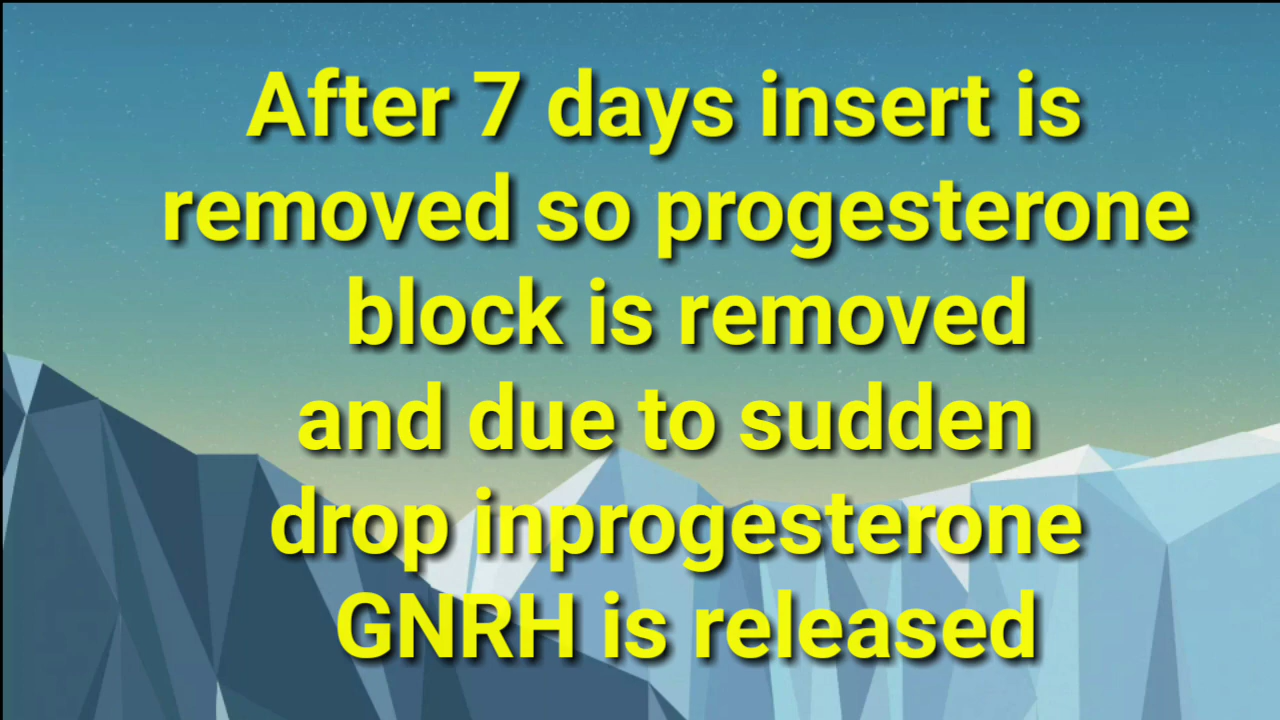 After 7 days insert is
removed so progesterone
block is removed
and due to sudden
drop inprogesterone
GNRH is released